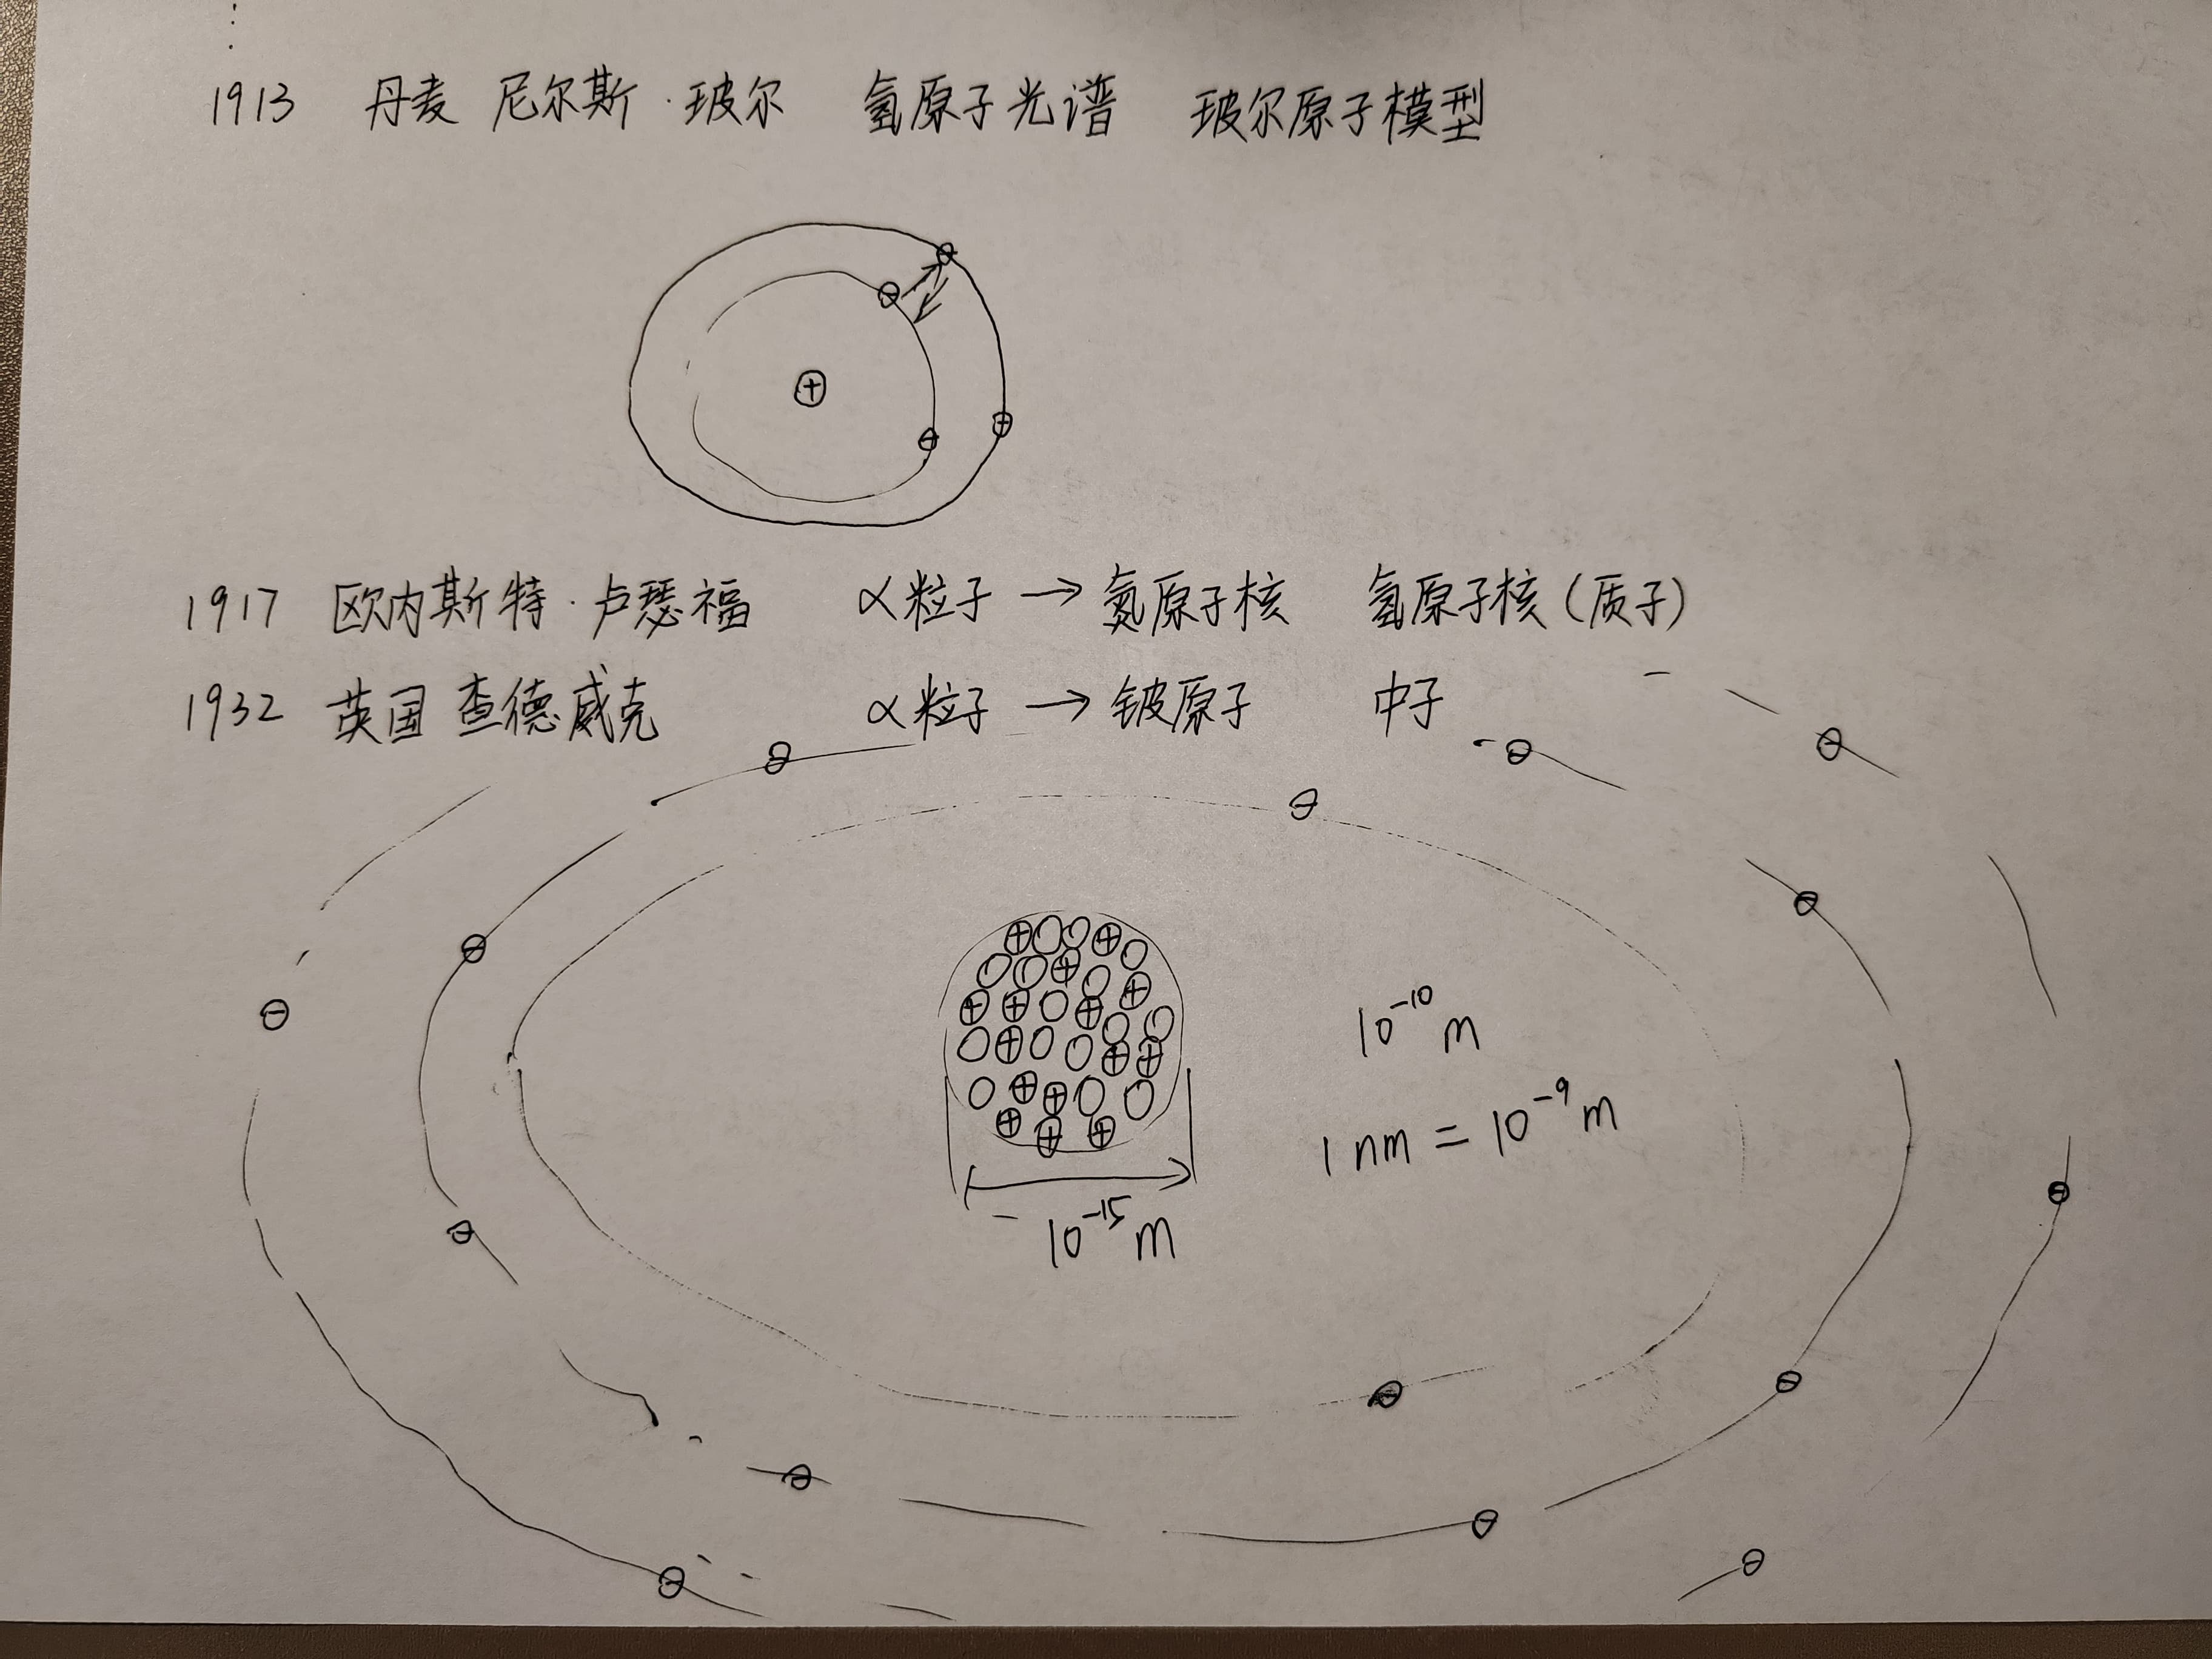 1913 丹麦 尼尔斯·玻尔 氢原子光谱 玻尔原子模型
1917 欧内斯特·卢瑟福 α粒子 → 氮原子核 氢原子核(质子)
1932 英国 查德威克 α粒子 → 铍原子 中子
10⁻¹⁰ m
1 nm = 10⁻⁹ m
10⁻¹⁵ m